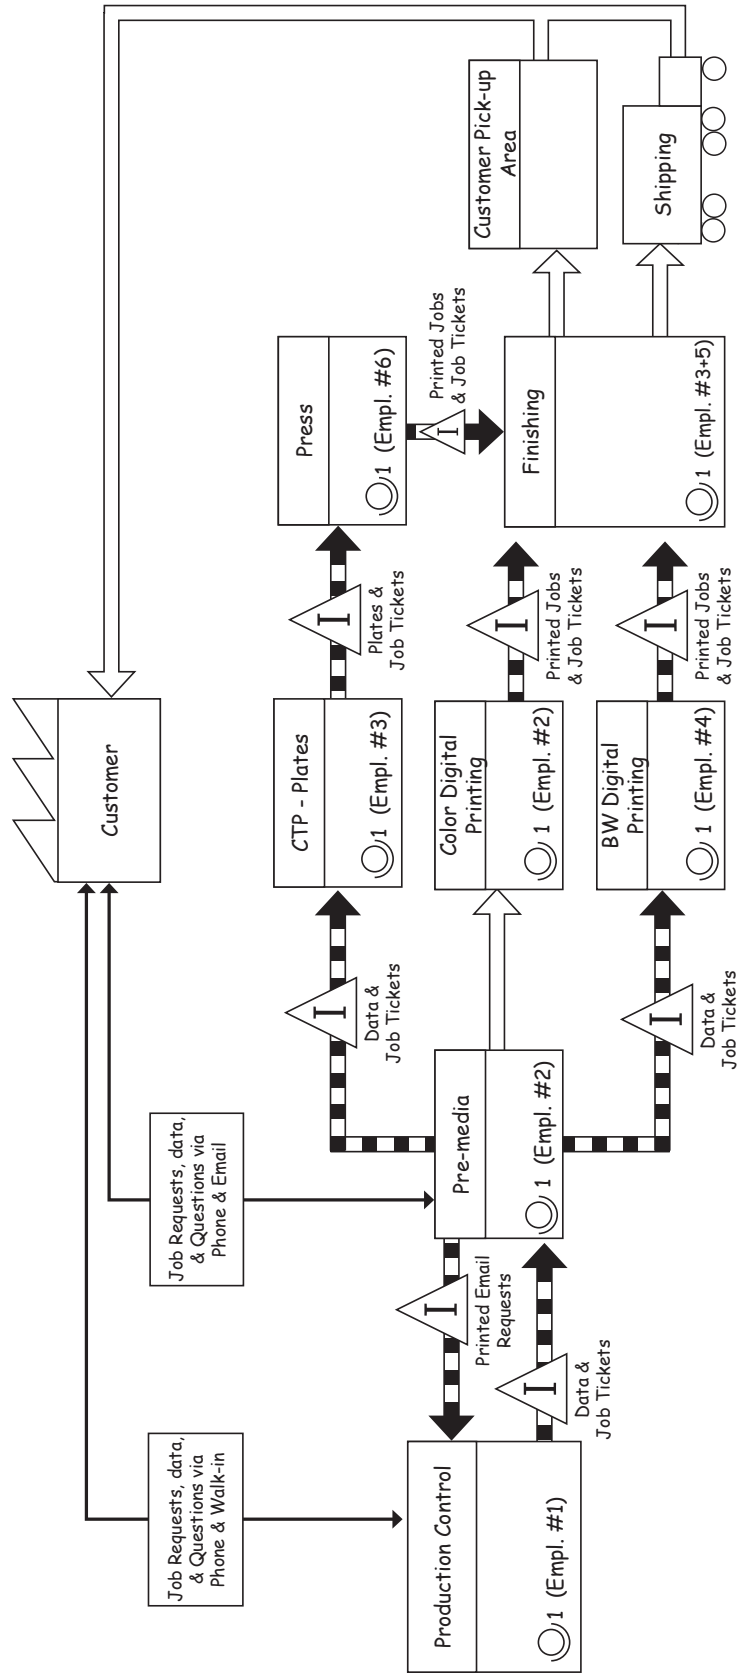 Customer
Job Requests, data,
& Questions via
Phone & Walk-in
Job Requests, data,
& Questions via
Phone & Email
Production Control
1 (Empl. #1)
I
Printed Email
Requests
I
Data &
Job Tickets
Pre-media
1 (Empl. #2)
I
Data &
Job Tickets
I
Data &
Job Tickets
CTP - Plates
1 (Empl. #3)
Color Digital
Printing
1 (Empl. #2)
BW Digital
Printing
1 (Empl. #4)
I
Plates &
Job Tickets
I
Printed Jobs
& Job Tickets
I
Printed Jobs
& Job Tickets
Press
1 (Empl. #6)
I
Printed Jobs
& Job Tickets
Finishing
1 (Empl. #3+5)
Customer Pick-up
Area
Shipping